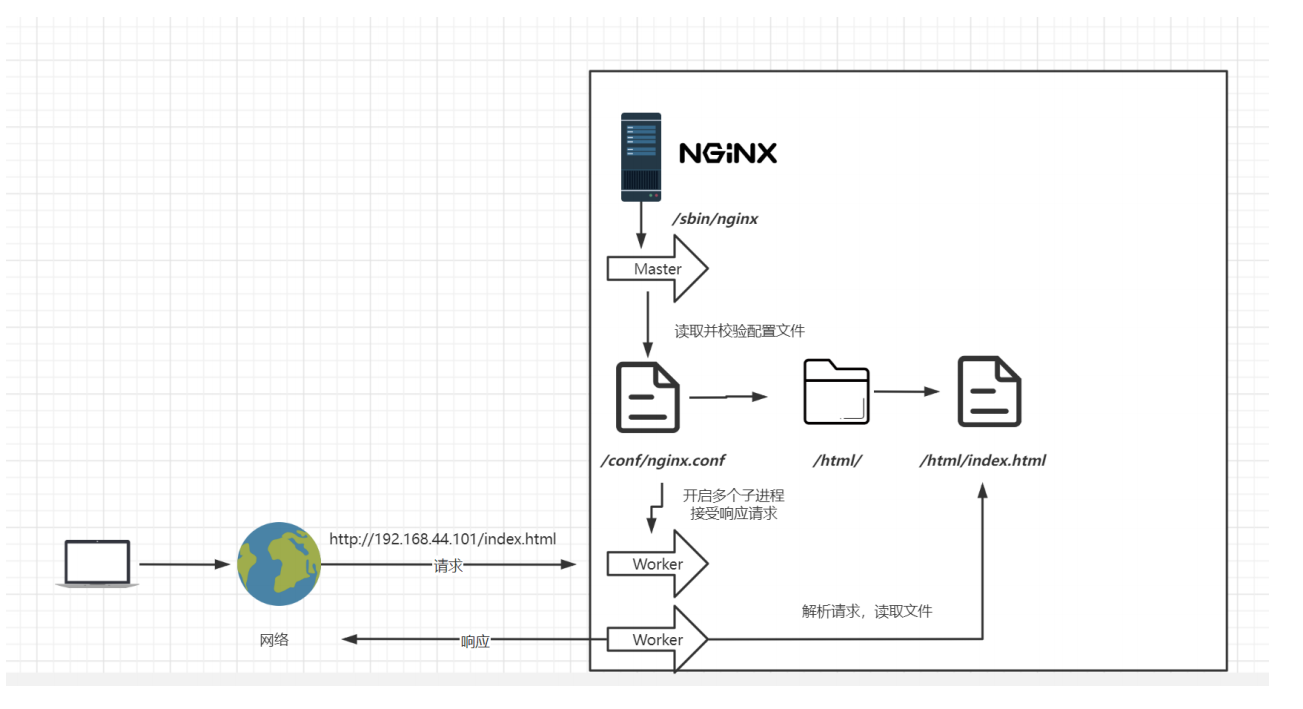 NGiNX
/sbin/nginx
Master
读取并校验配置文件
/conf/nginx.conf
/html/
/html/index.html
开启多个子进程
接受响应请求
http://192.168.44.101/index.html
请求
Worker
解析请求，读取文件
网络
响应
Worker